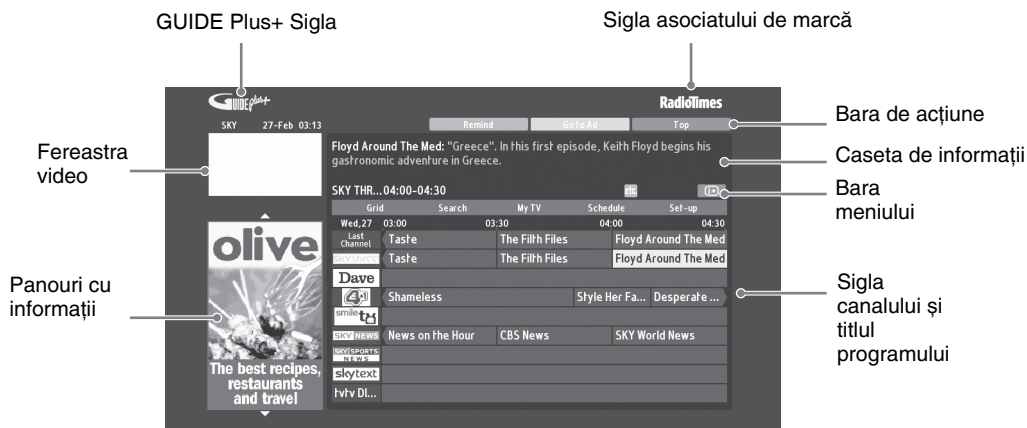 GUIDE Plus+ Sigla
Sigla asociatului de marcă
GUIDE plus+
RadioTimes
SKY 27-Feb 03:13
Remind Go to Ad Top
Bara de acțiune
Fereastra
video
Floyd Around The Med: "Greece". In this first episode, Keith Floyd begins his
gastronomic adventure in Greece.
Caseta de informații
SKY THR... 04:00-04:30 etc. i+
Bara
meniului
Grid Search My TV Schedule Set-up
Wed,27 03:00 03:30 04:00 04:30
Last
Channel
Taste The Filth Files Floyd Around The Med
SKY THREE Taste The Filth Files Floyd Around The Med
Dave
4+1 Shameless Style Her Fa... Desperate ...
smile tv
SKY NEWS News on the Hour CBS News SKY World News
SKY SPORTS
NEWS
skytext
tvtv DI...
olive
The best recipes,
restaurants
and travel
Panouri cu
informații
Sigla
canalului și
titlul
programului